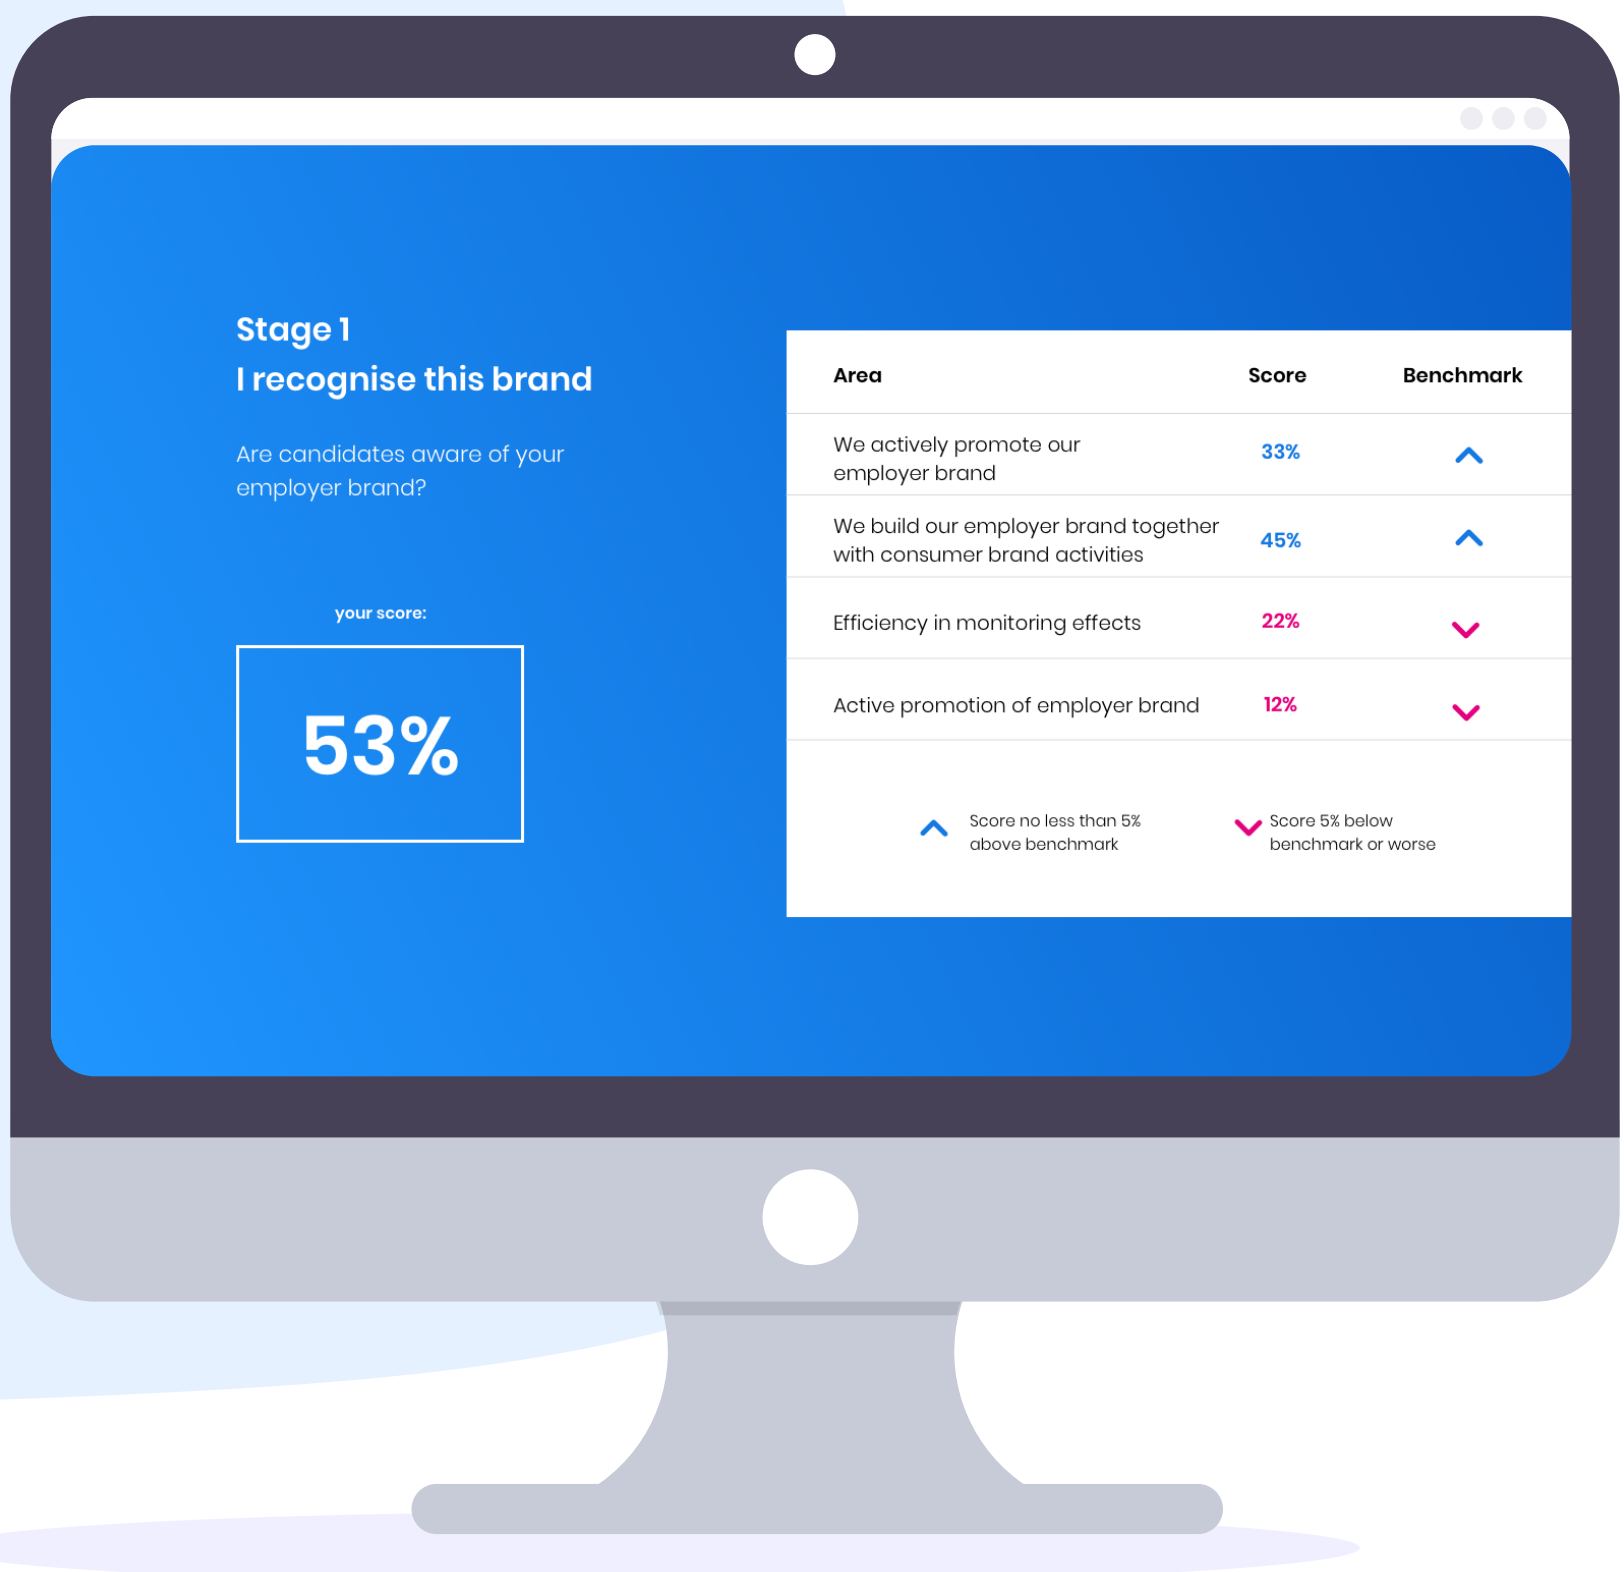 Stage 1
I recognise this brand
Are candidates aware of your
employer brand?
your score:
53%
Area Score Benchmark
We actively promote our
employer brand
33%
We build our employer brand together
with consumer brand activities
45%
Efficiency in monitoring effects 22%
Active promotion of employer brand 12%
Score no less than 5%
above benchmark
Score 5% below
benchmark or worse